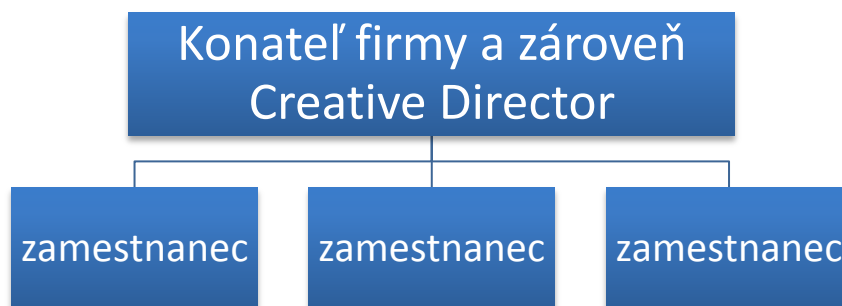 Konateľ firmy a zároveň
Creative Director
zamestnanec
zamestnanec
zamestnanec